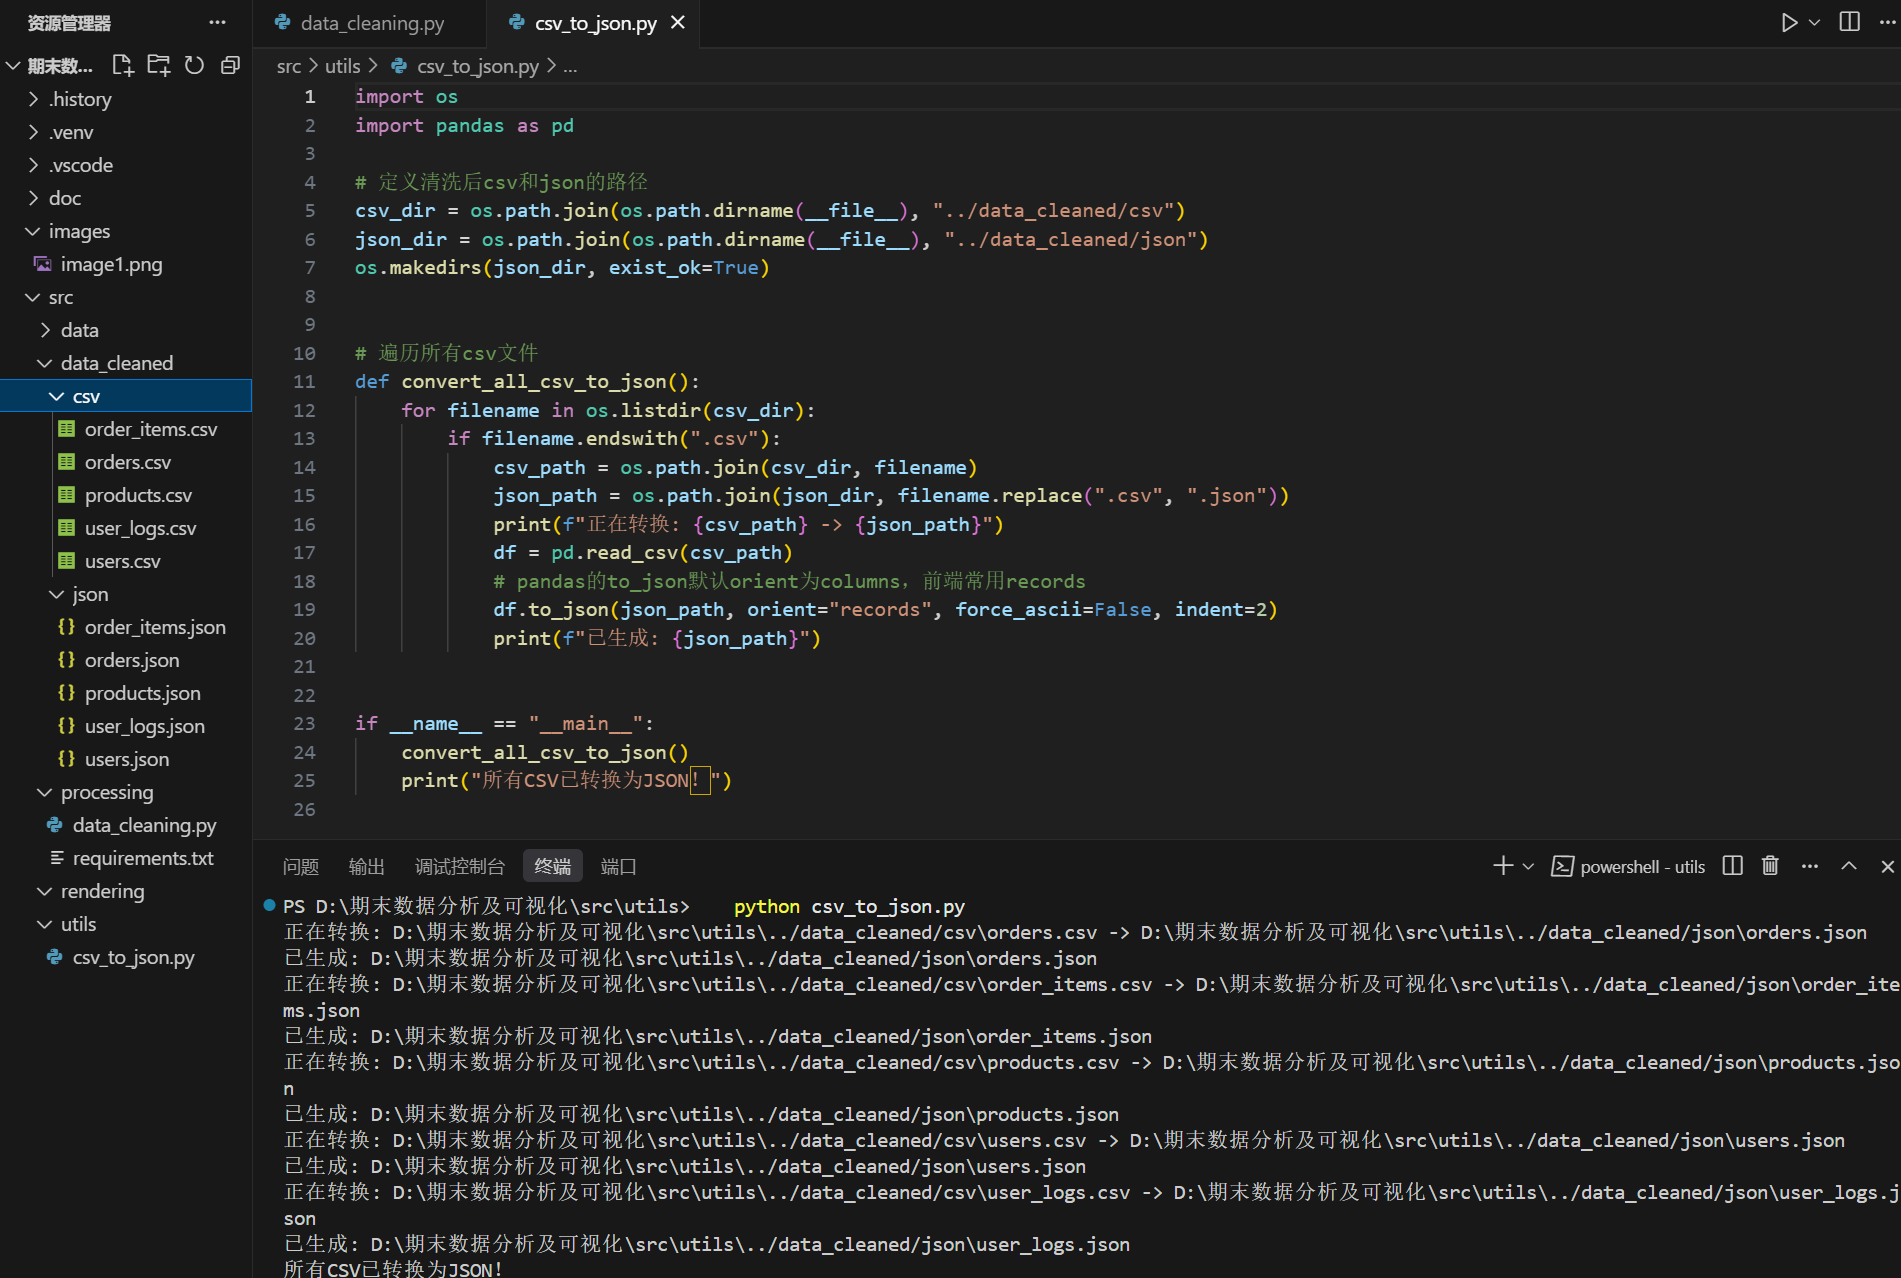 资源管理器
期末数...
.history
.venv
.vscode
doc
images
image1.png
src
data
data_cleaned
csv
order_items.csv
orders.csv
products.csv
user_logs.csv
users.csv
json
order_items.json
orders.json
products.json
user_logs.json
users.json
processing
data_cleaning.py
requirements.txt
rendering
utils
csv_to_json.py
data_cleaning.py
csv_to_json.py
src > utils > csv_to_json.py > ...
1 import os
2 import pandas as pd
3
4 # 定义清洗后csv和json的路径
5 csv_dir = os.path.join(os.path.dirname(__file__), "../data_cleaned/csv")
6 json_dir = os.path.join(os.path.dirname(__file__), "../data_cleaned/json")
7 os.makedirs(json_dir, exist_ok=True)
8
9
10 # 遍历所有csv文件
11 def convert_all_csv_to_json():
12     for filename in os.listdir(csv_dir):
13         if filename.endswith(".csv"):
14             csv_path = os.path.join(csv_dir, filename)
15             json_path = os.path.join(json_dir, filename.replace(".csv", ".json"))
16             print(f"正在转换: {csv_path} -> {json_path}")
17             df = pd.read_csv(csv_path)
18             # pandas的to_json默认orient为columns，前端常用records
19             df.to_json(json_path, orient="records", force_ascii=False, indent=2)
20             print(f"已生成: {json_path}")
21
22
23 if __name__ == "__main__":
24     convert_all_csv_to_json()
25     print("所有CSV已转换为JSON！")
26
问题 输出 调试控制台 终端 端口
powershell - utils
PS D:\期末数据分析及可视化\src\utils>    python csv_to_json.py
正在转换: D:\期末数据分析及可视化\src\utils\../data_cleaned/csv\orders.csv -> D:\期末数据分析及可视化\src\utils\../data_cleaned/json\orders.json
已生成: D:\期末数据分析及可视化\src\utils\../data_cleaned/json\orders.json
正在转换: D:\期末数据分析及可视化\src\utils\../data_cleaned/csv\order_items.csv -> D:\期末数据分析及可视化\src\utils\../data_cleaned/json\order_ite
ms.json
已生成: D:\期末数据分析及可视化\src\utils\../data_cleaned/json\order_items.json
正在转换: D:\期末数据分析及可视化\src\utils\../data_cleaned/csv\products.csv -> D:\期末数据分析及可视化\src\utils\../data_cleaned/json\products.jso
n
已生成: D:\期末数据分析及可视化\src\utils\../data_cleaned/json\products.json
正在转换: D:\期末数据分析及可视化\src\utils\../data_cleaned/csv\users.csv -> D:\期末数据分析及可视化\src\utils\../data_cleaned/json\users.json
已生成: D:\期末数据分析及可视化\src\utils\../data_cleaned/json\users.json
正在转换: D:\期末数据分析及可视化\src\utils\../data_cleaned/csv\user_logs.csv -> D:\期末数据分析及可视化\src\utils\../data_cleaned/json\user_logs.j
son
已生成: D:\期末数据分析及可视化\src\utils\../data_cleaned/json\user_logs.json
所有CSV已转换为JSON！